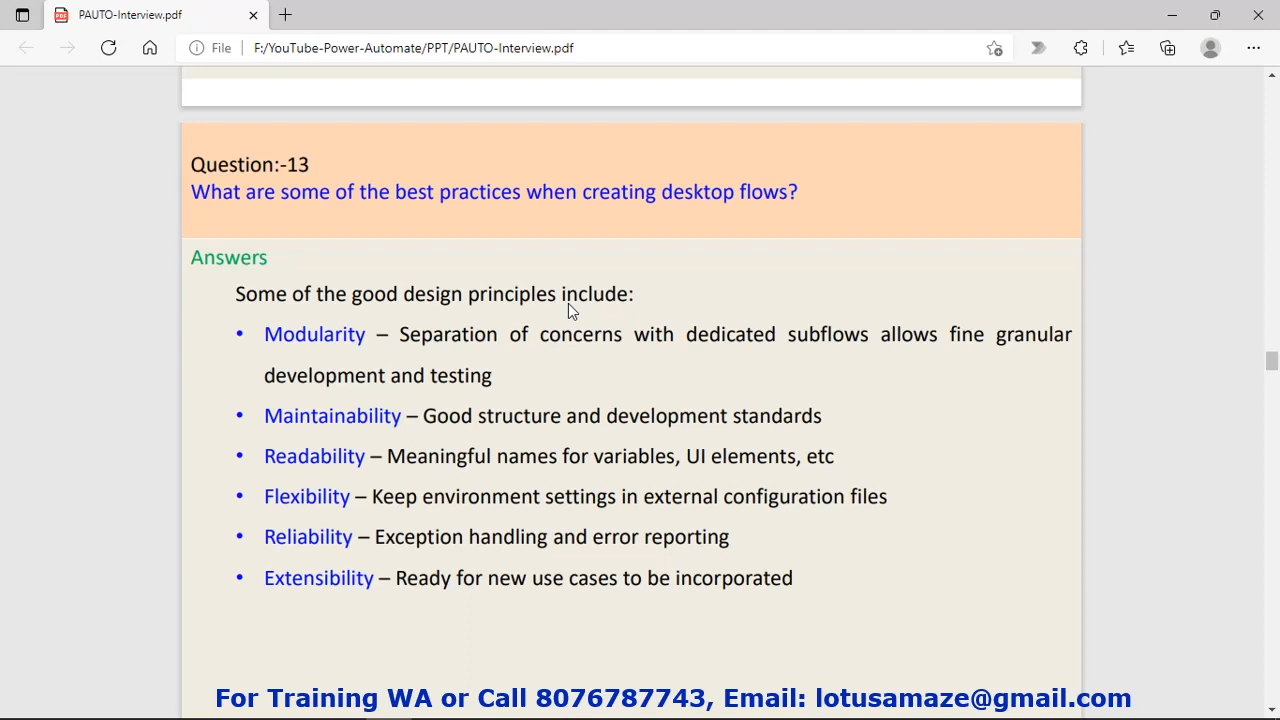 PAUTO-Interview.pdf
File
F:/YouTube-Power-Automate/PPT/PAUTO-Interview.pdf
Question:-13
What are some of the best practices when creating desktop flows?
Answers
Some of the good design principles include:
• Modularity – Separation of concerns with dedicated subflows allows fine granular
development and testing
• Maintainability – Good structure and development standards
• Readability – Meaningful names for variables, UI elements, etc
• Flexibility – Keep environment settings in external configuration files
• Reliability – Exception handling and error reporting
• Extensibility – Ready for new use cases to be incorporated
For Training WA or Call 8076787743, Email: lotusamaze@gmail.com